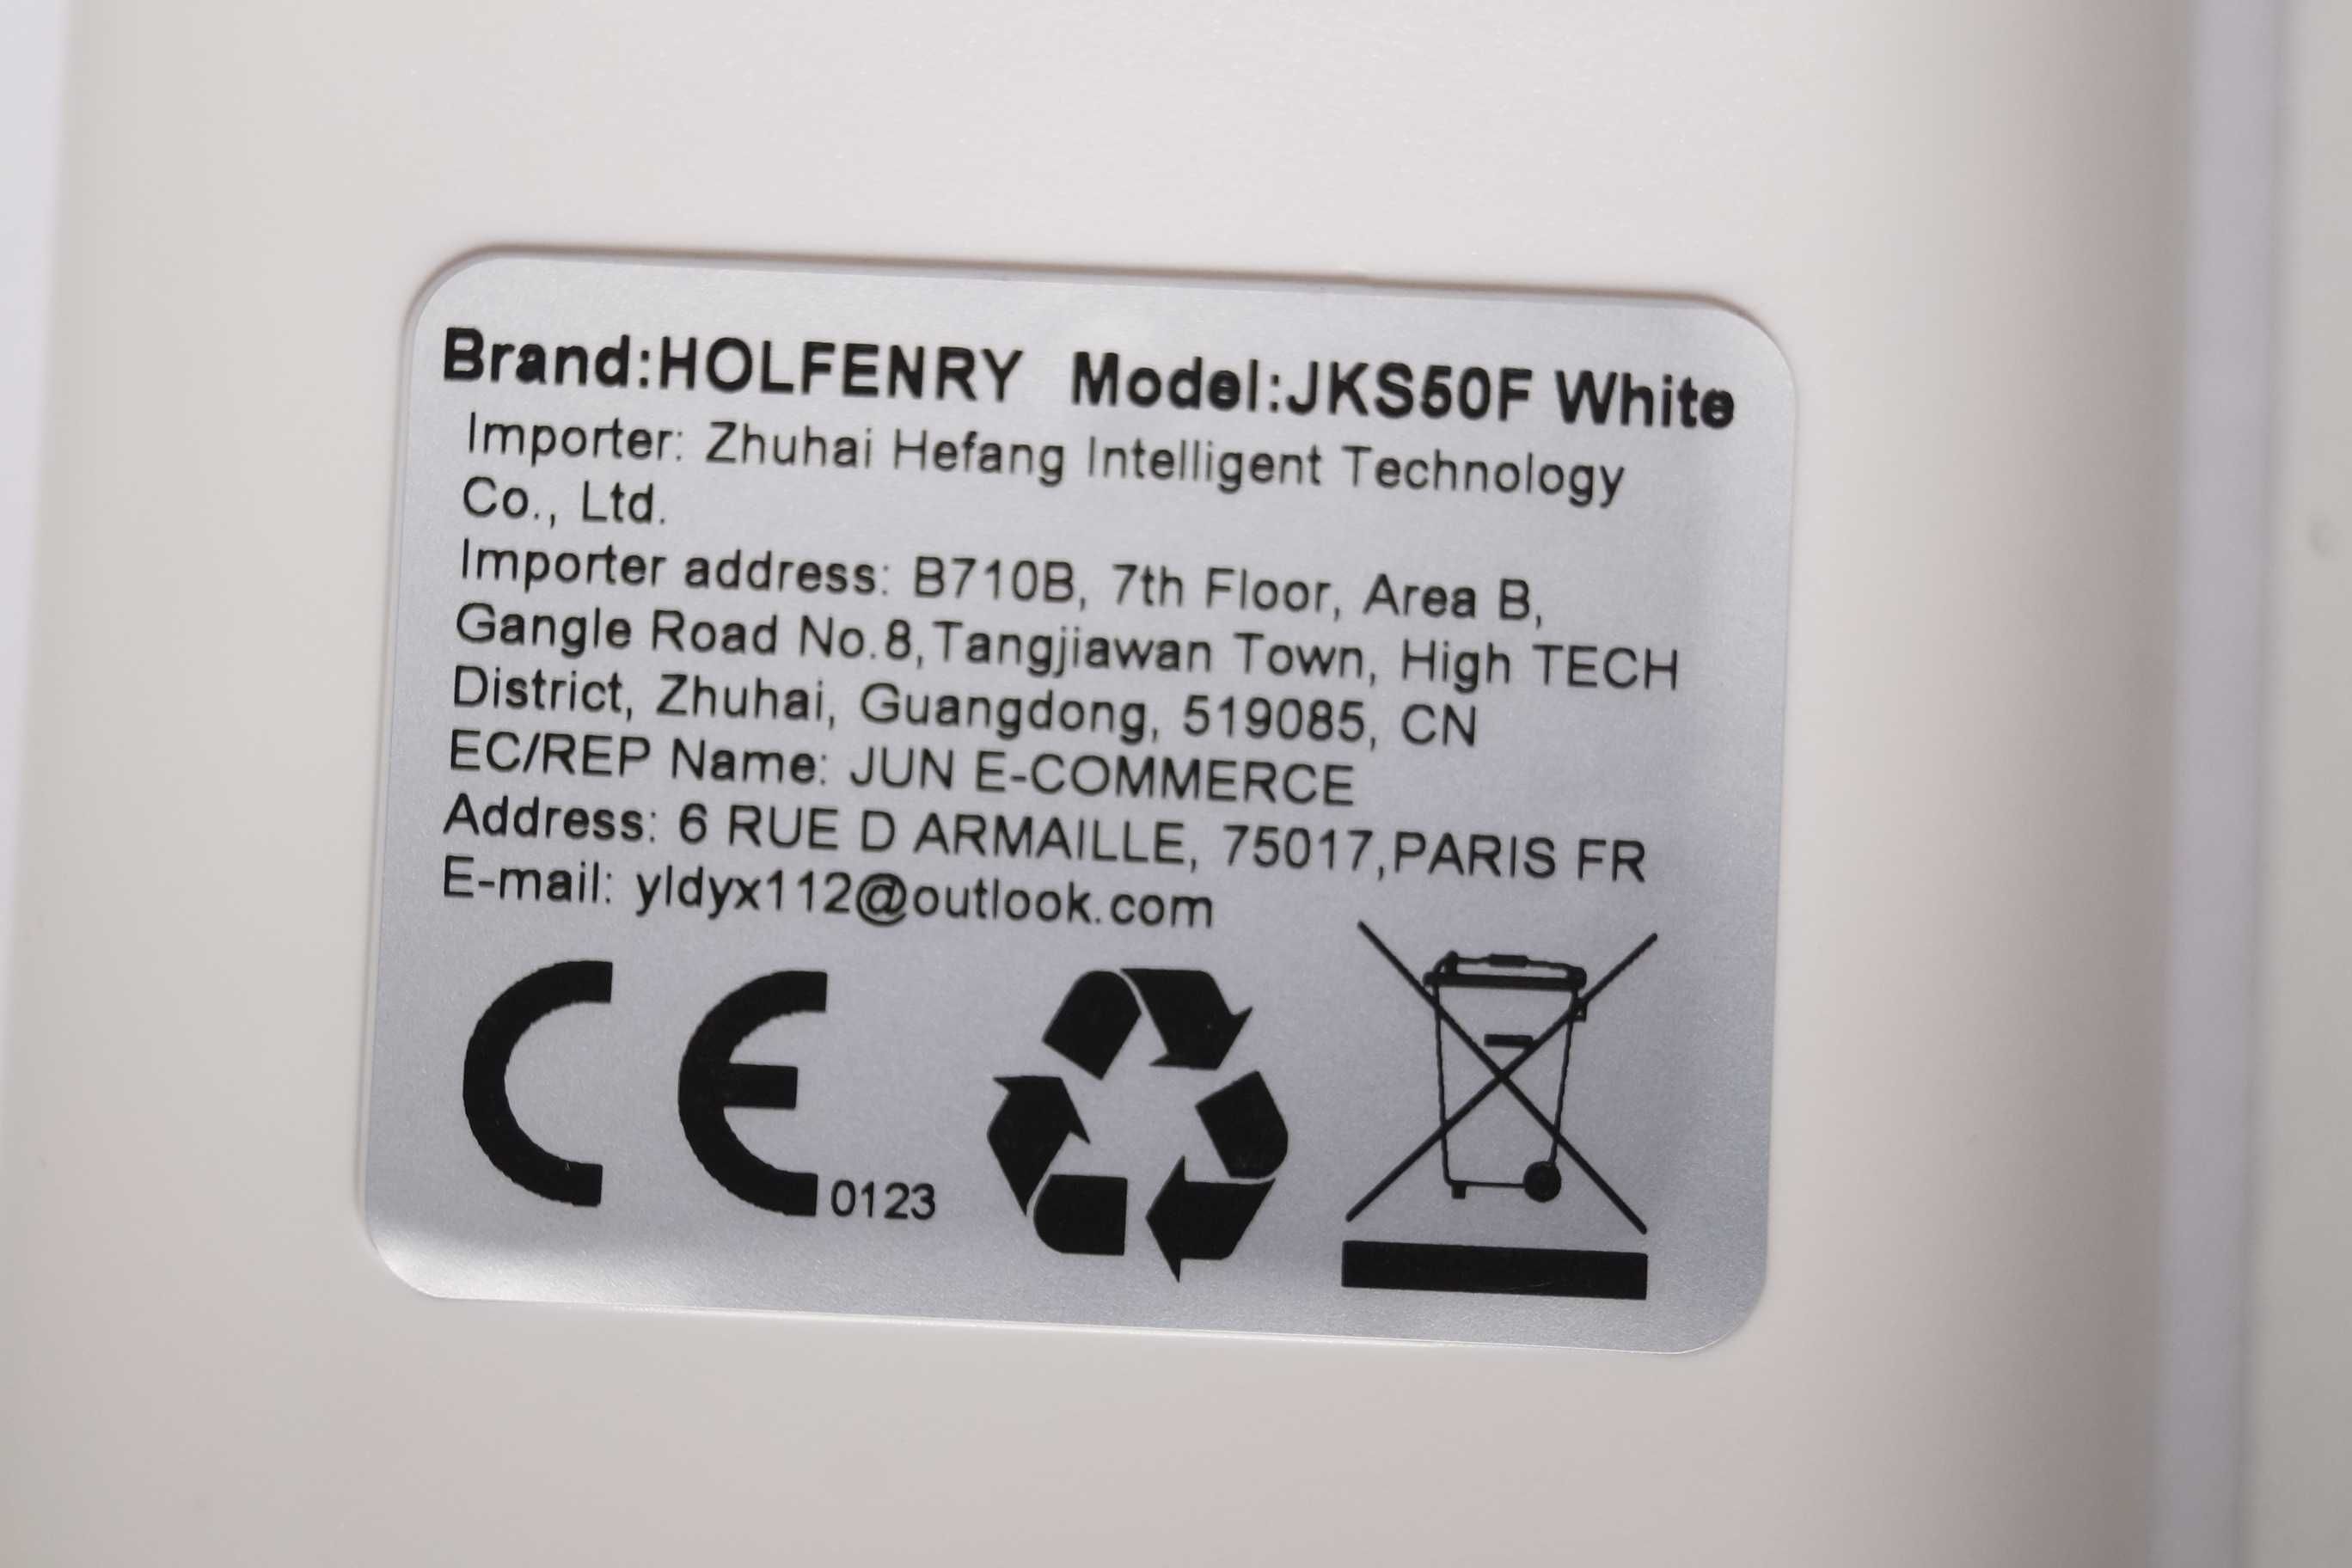 Brand:HOLFENRY Model:JKS50F White
Importer: Zhuhai Hefang Intelligent Technology
Co., Ltd.
Importer address: B710B, 7th Floor, Area B,
Gangle Road No.8,Tangjiawan Town, High TECH
District, Zhuhai, Guangdong, 519085, CN
EC/REP Name: JUN E-COMMERCE
Address: 6 RUE D ARMAILLE, 75017,PARIS FR
E-mail: yldyx112@outlook.com
CE 0123